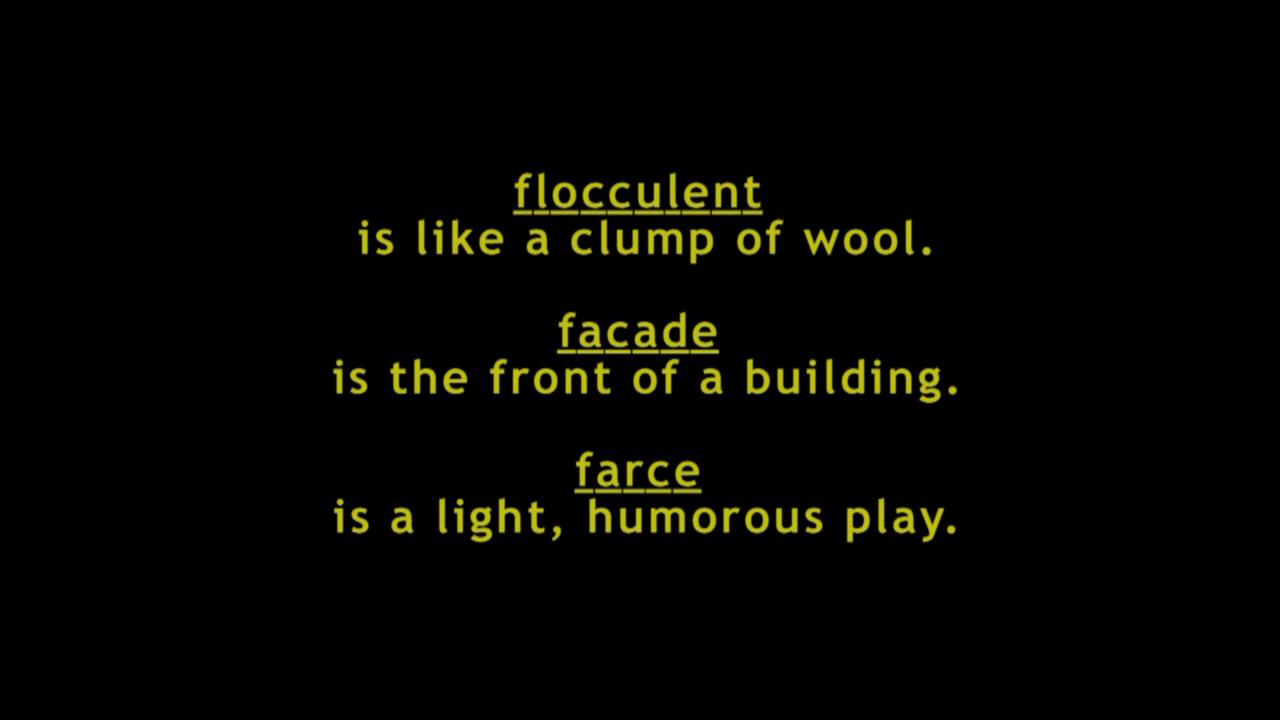 flocculent
is like a clump of wool.
facade
is the front of a building.
farce
is a light, humorous play.